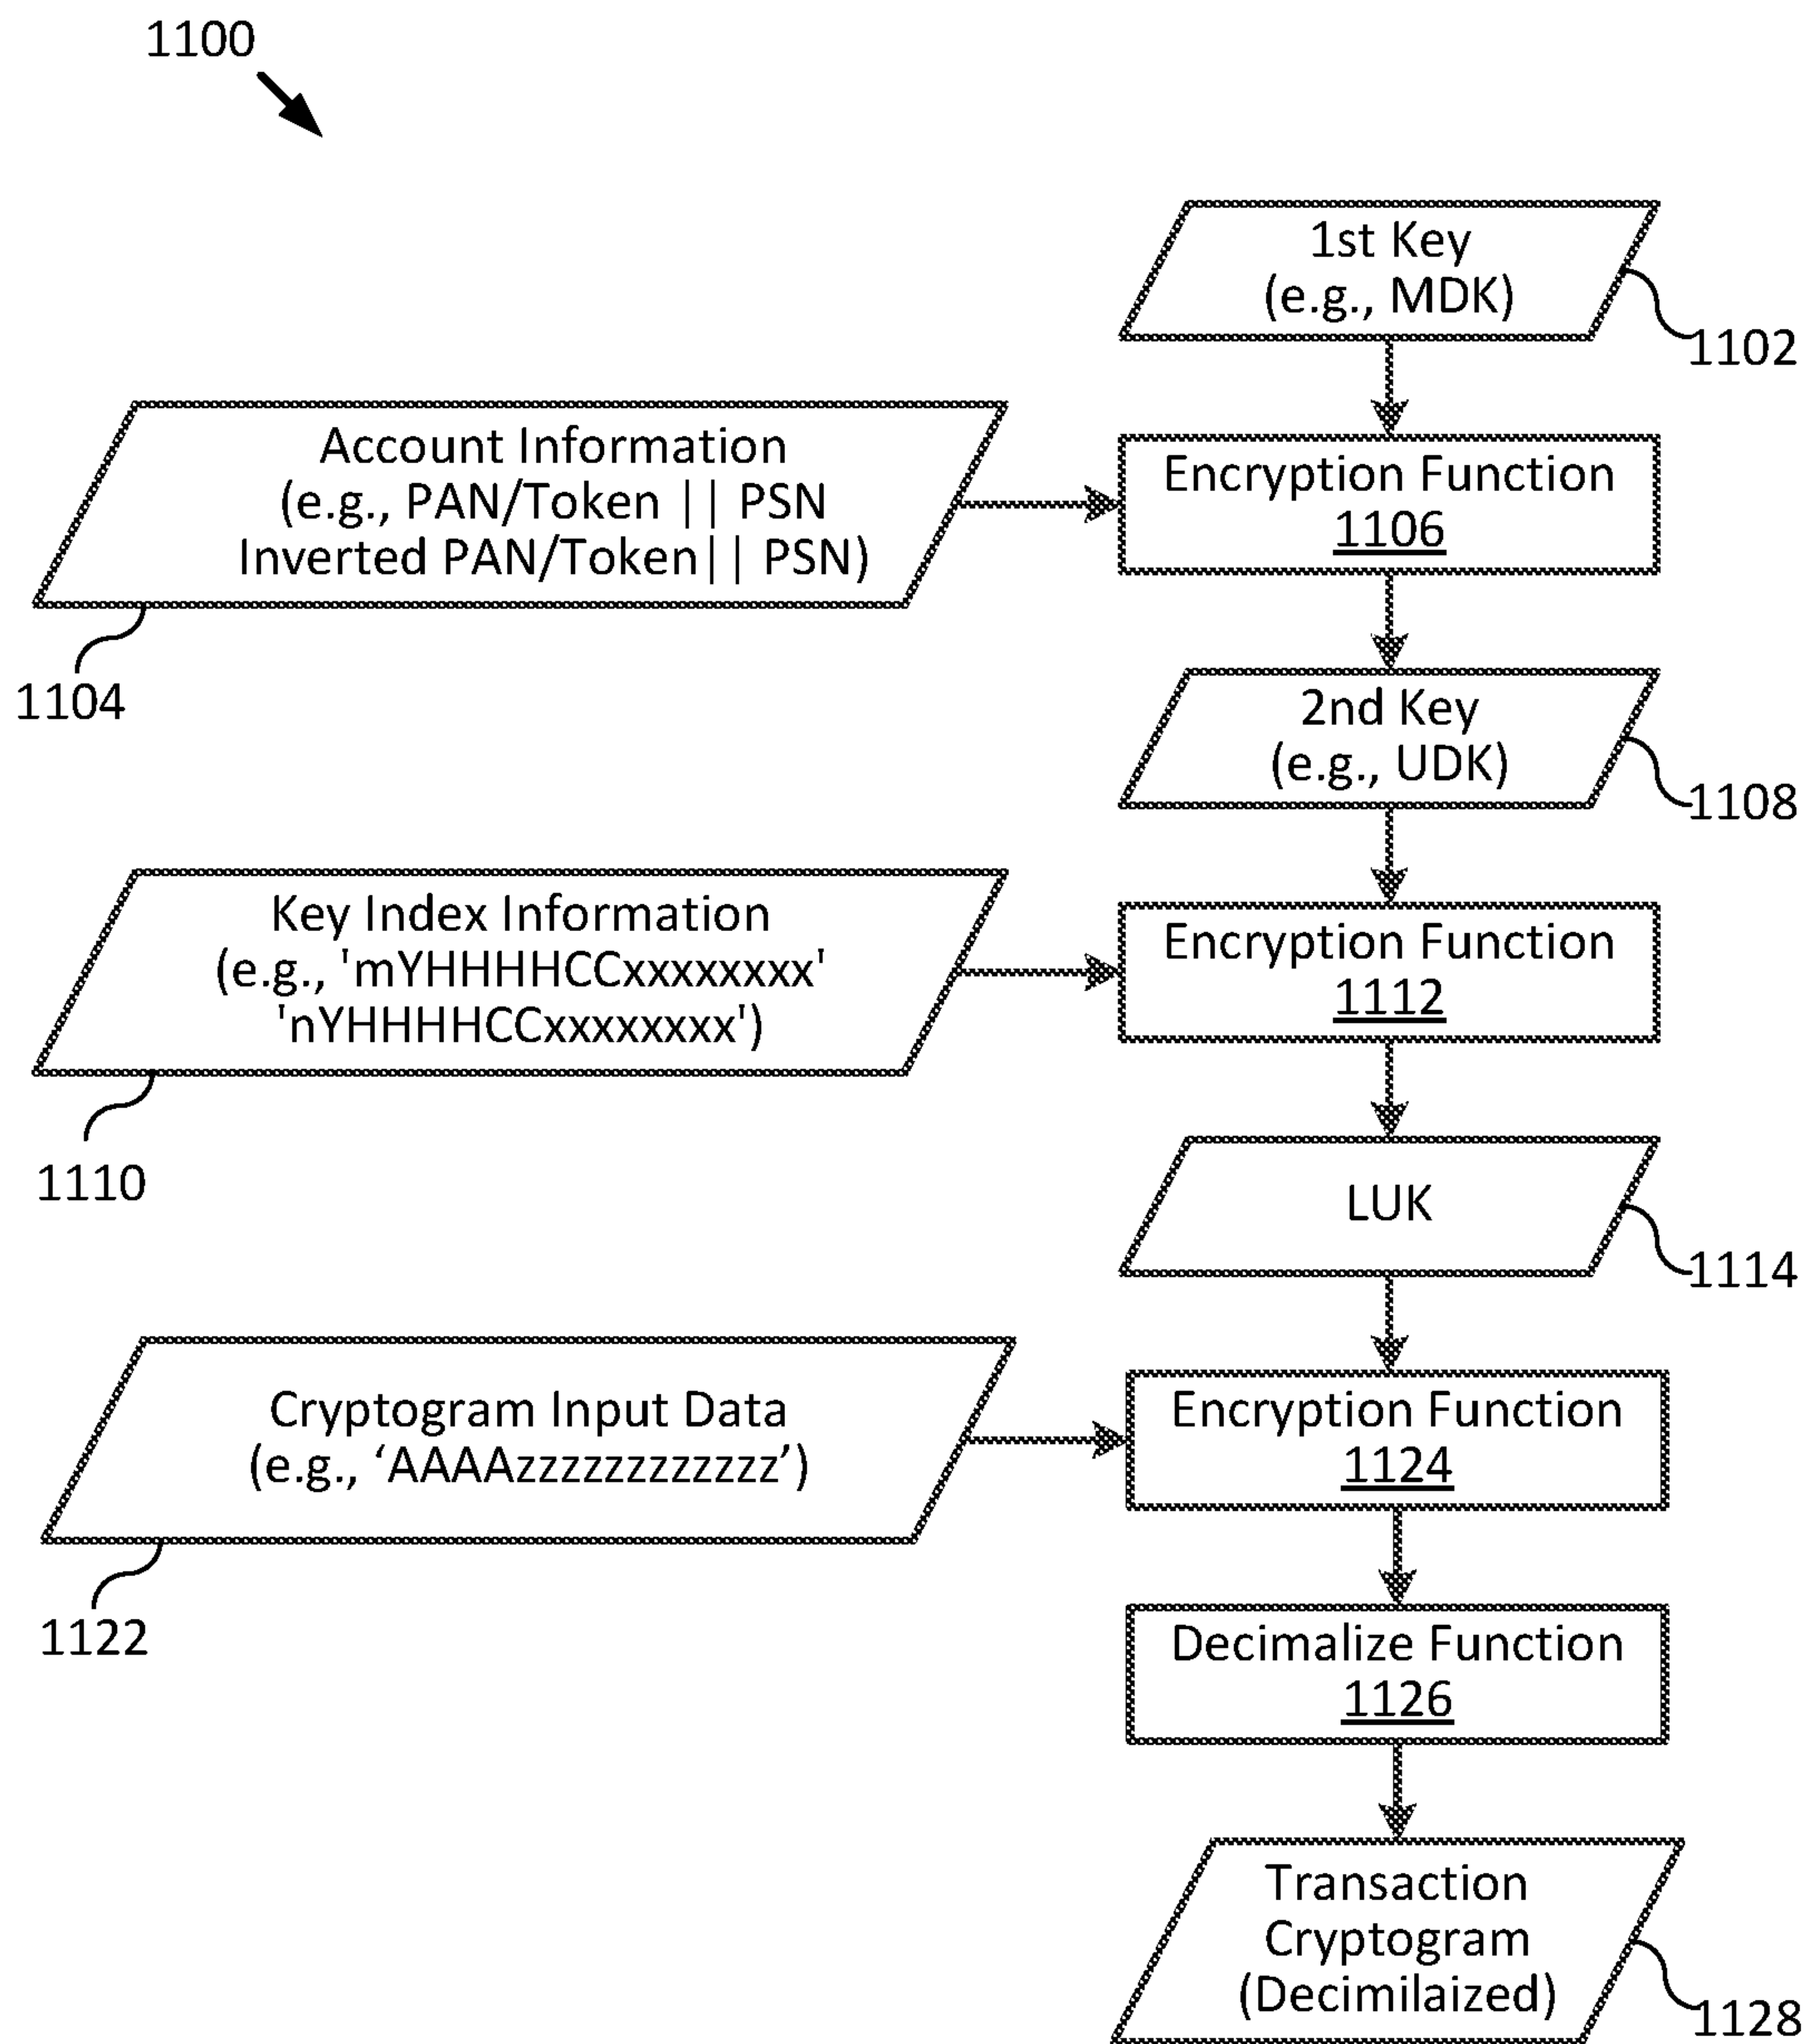 1100
1st Key
(e.g., MDK)
1102
Account Information
(e.g., PAN/Token || PSN
Inverted PAN/Token|| PSN)
1104
Encryption Function
1106
2nd Key
(e.g., UDK)
1108
Key Index Information
(e.g., 'mYHHHHCCxxxxxxxx'
'nYHHHHCCxxxxxxxx')
1110
Encryption Function
1112
LUK
1114
Cryptogram Input Data
(e.g., ‘AAAAzzzzzzzzzzzz’)
1122
Encryption Function
1124
Decimalize Function
1126
Transaction
Cryptogram
(Decimilaized)
1128